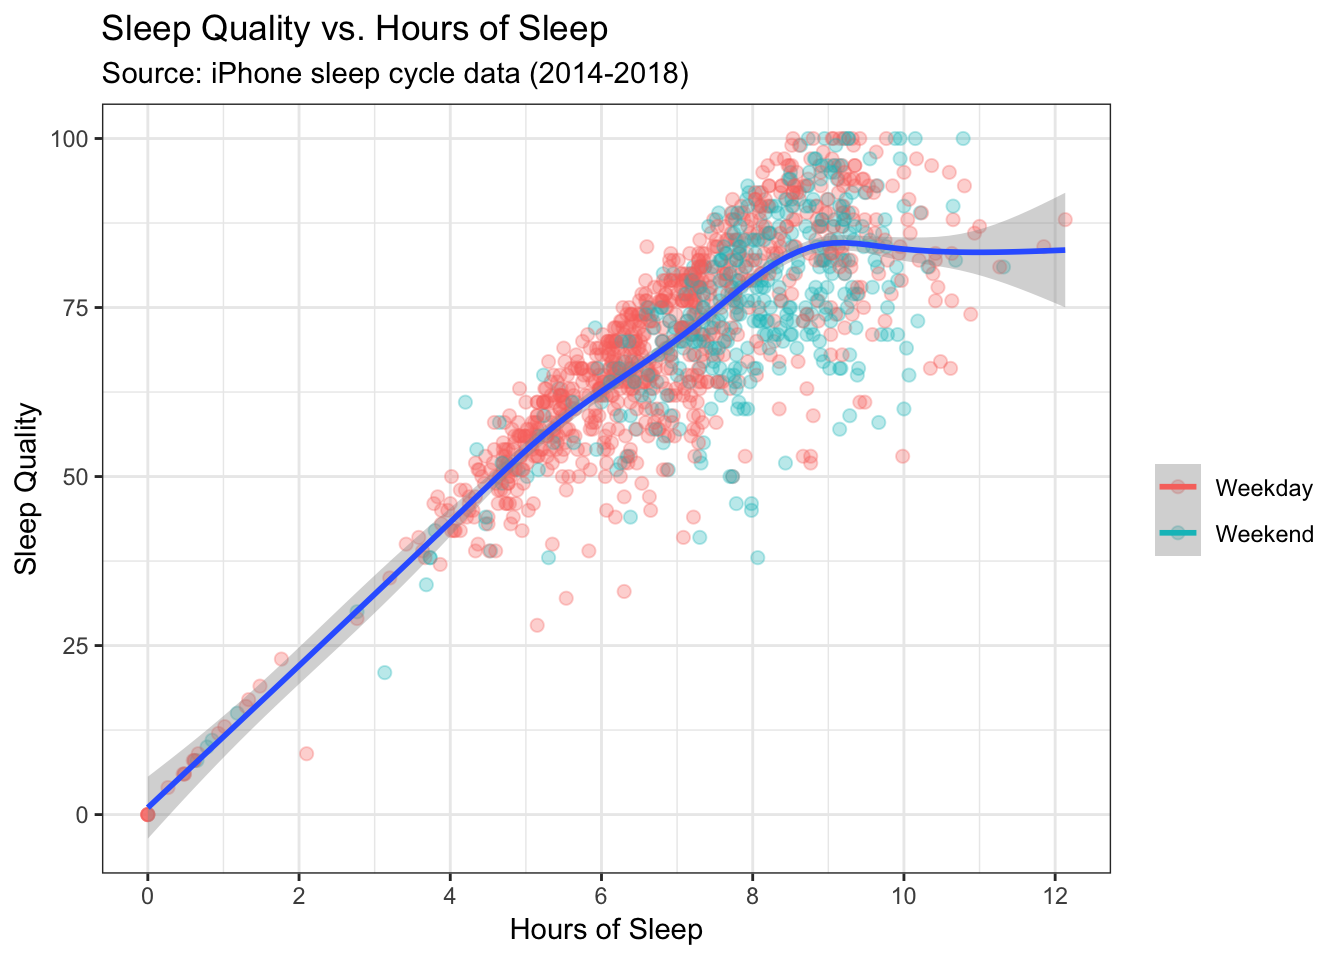 Sleep Quality vs. Hours of Sleep
Source: iPhone sleep cycle data (2014-2018)
100
75
50
25
0
Sleep Quality
0 2 4 6 8 10 12
Hours of Sleep
Weekday
Weekend